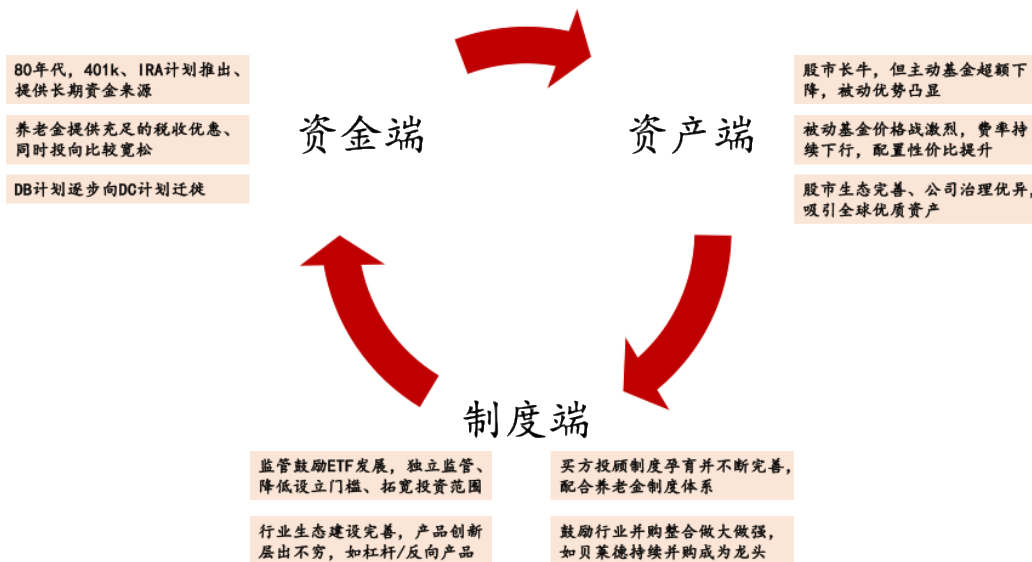 80年代，401k、IRA计划推出、
提供长期资金来源
养老金提供充足的税收优惠、
同时投向比较宽松
DB计划逐步向DC计划迁徙
资金端
资产端
股市长牛，但主动基金超额下
降，被动优势凸显
被动基金价格战激烈，费率持
续下行，配置性价比提升
股市生态完善、公司治理优异，
吸引全球优质资产
制度端
监管鼓励ETF发展，独立监管、
降低设立门槛、拓宽投资范围
行业生态建设完善，产品创新
层出不穷，如杠杆/反向产品
买方投顾制度孕育并不断完善，
配合养老金制度体系
鼓励行业并购整合做大做强，
如贝莱德持续并购成为龙头